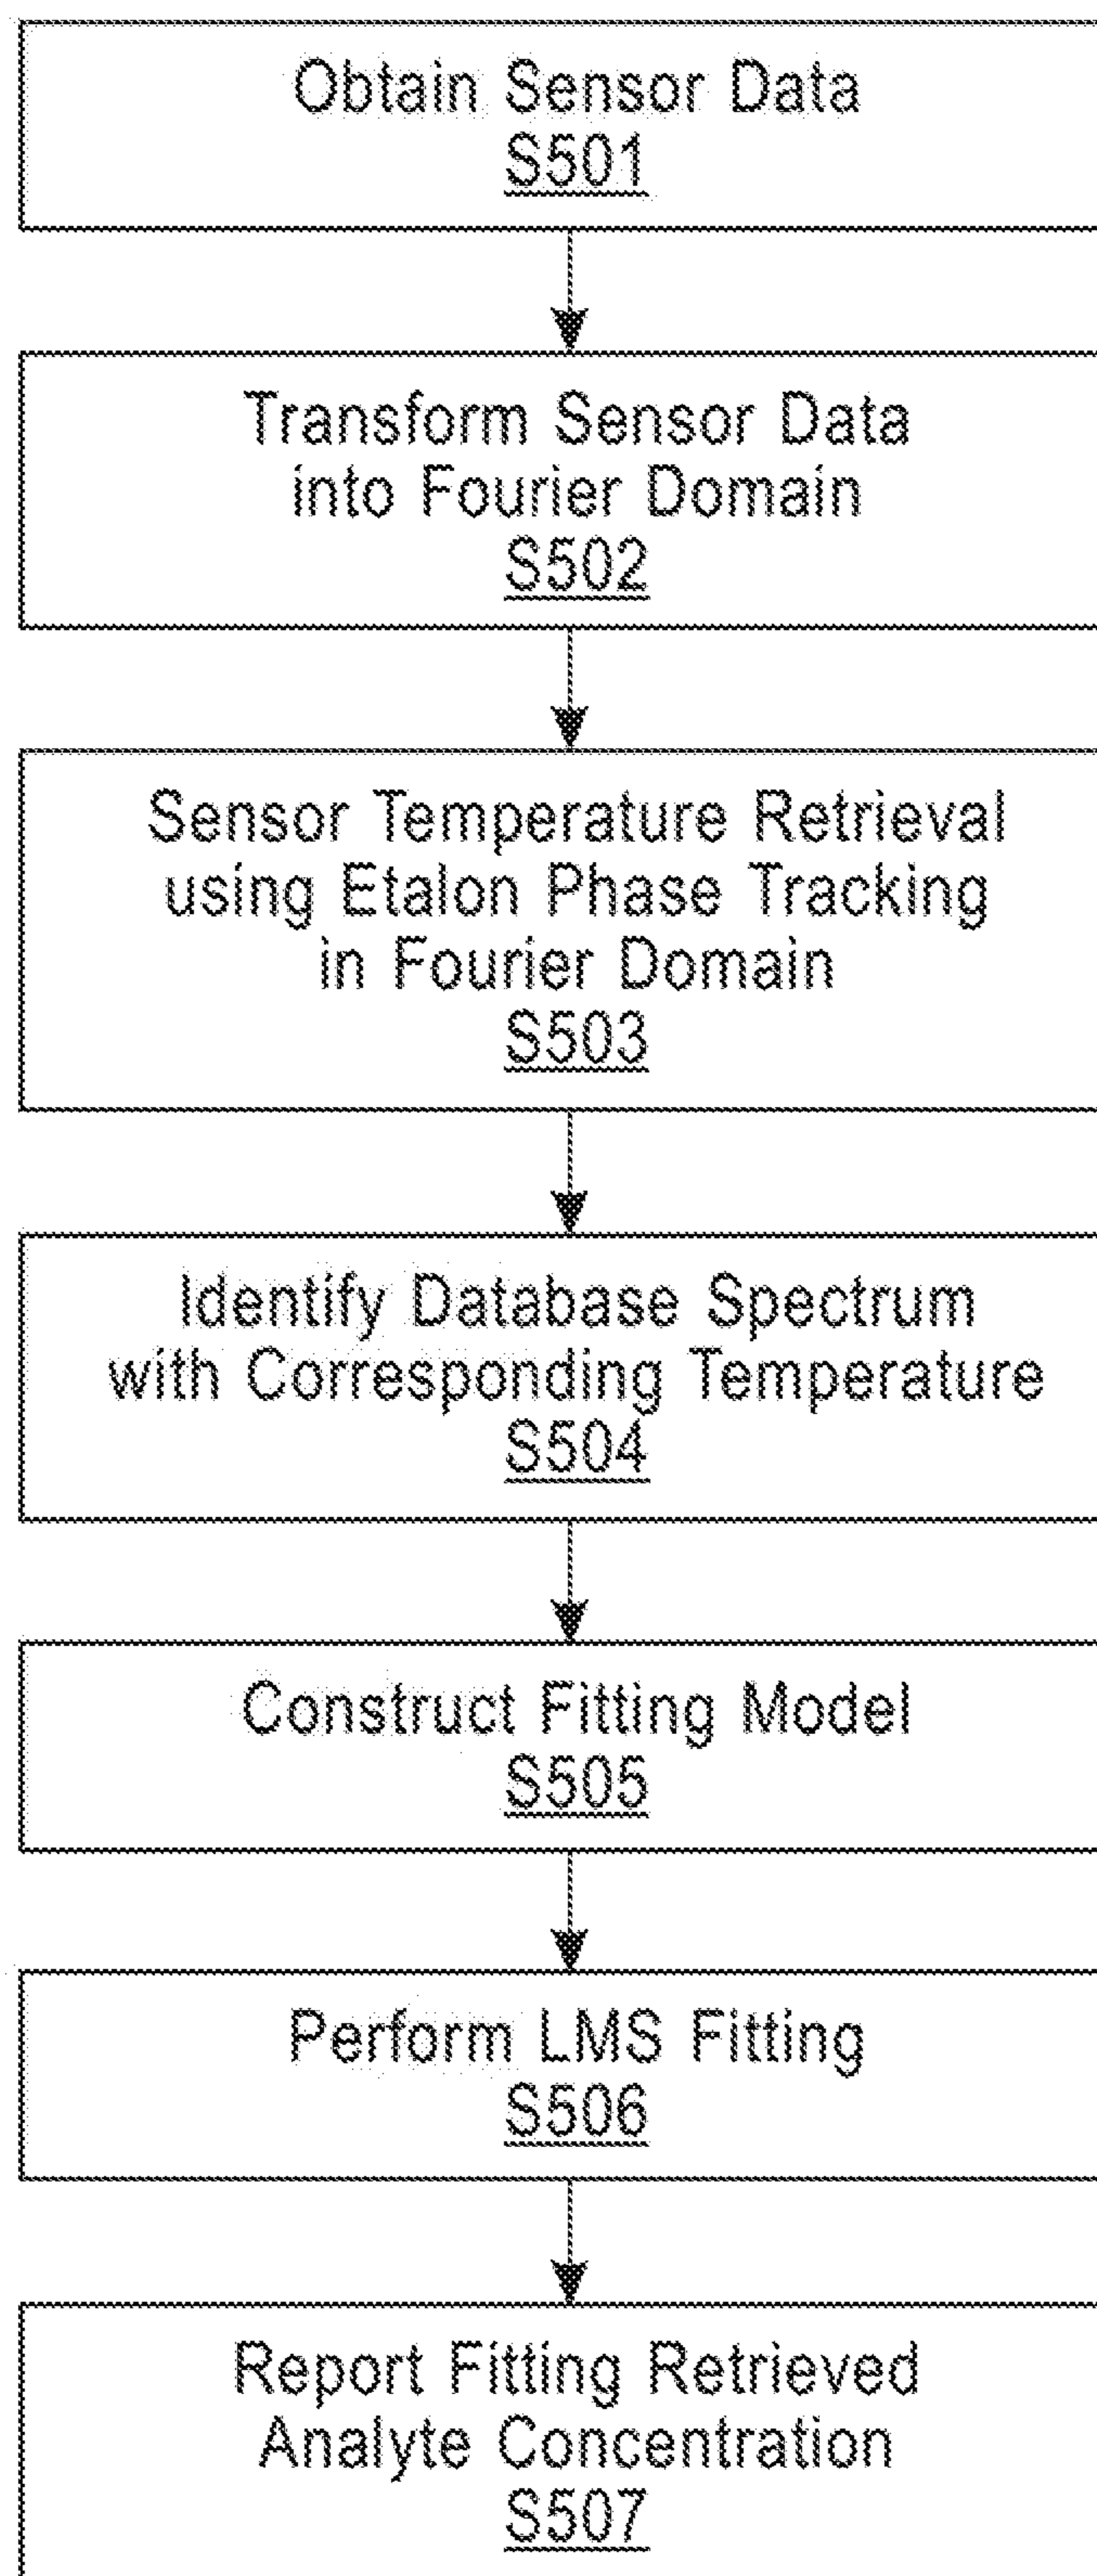 Obtain Sensor Data
S501
Transform Sensor Data
into Fourier Domain
S502
Sensor Temperature Retrieval
using Etalon Phase Tracking
in Fourier Domain
S503
Identify Database Spectrum
with Corresponding Temperature
S504
Construct Fitting Model
S505
Perform LMS Fitting
S506
Report Fitting Retrieved
Analyte Concentration
S507